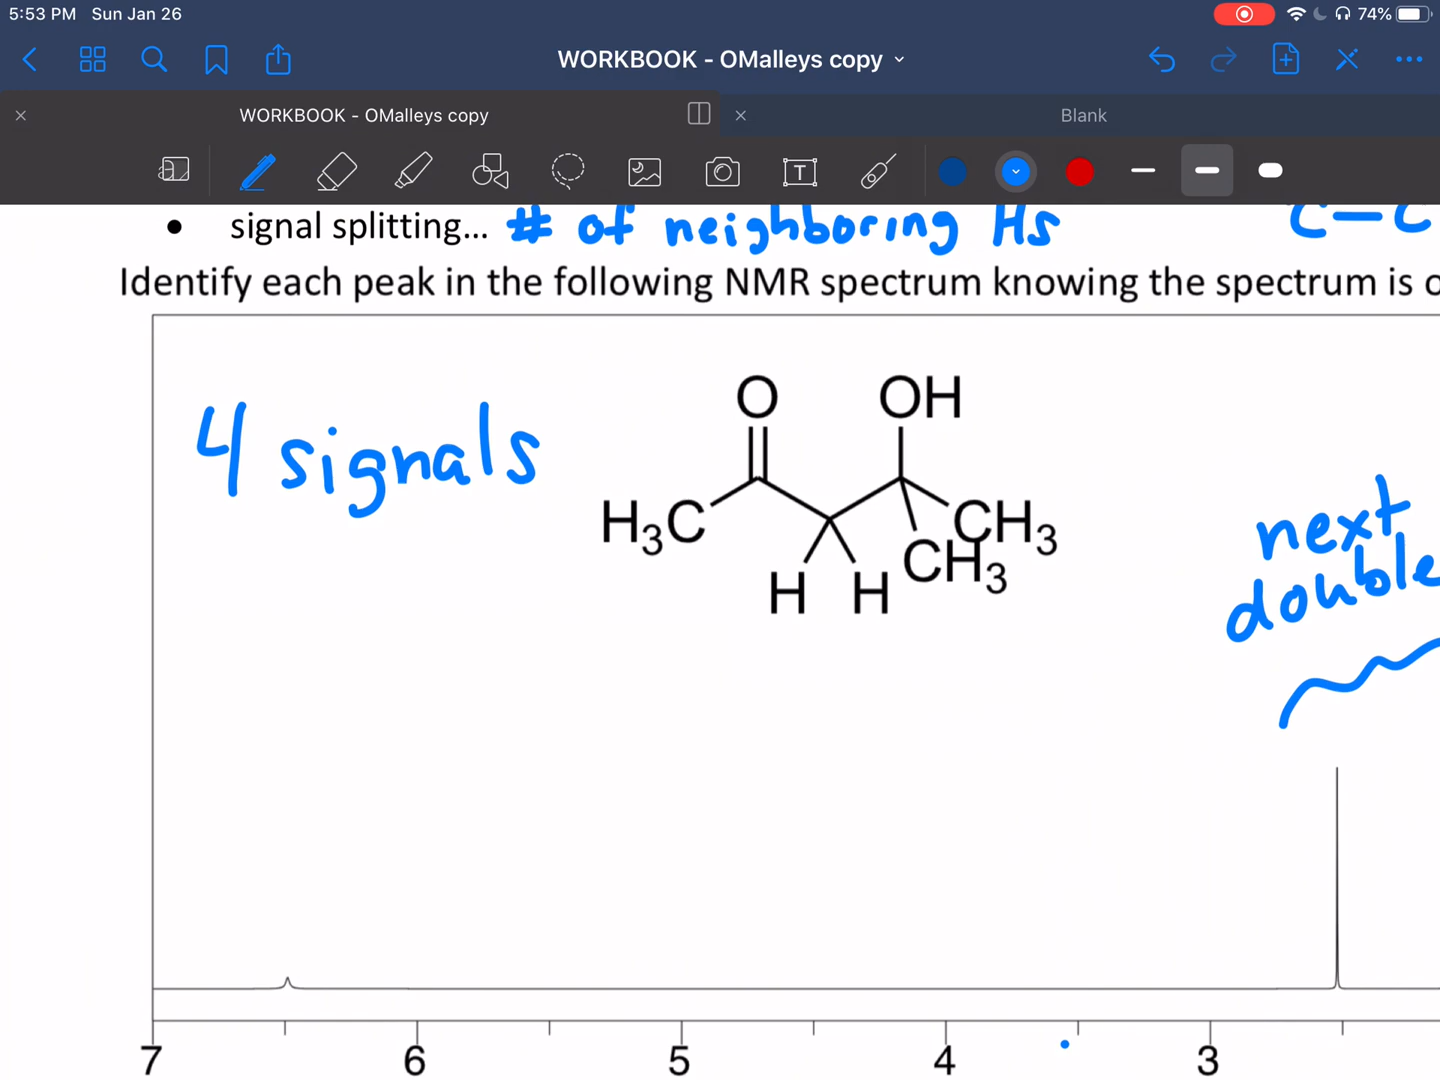 5:53 PM Sun Jan 26
74%
WORKBOOK - OMalleys copy
WORKBOOK - OMalleys copy
Blank
T
• signal splitting... # of neighboring Hs
C—C
Identify each peak in the following NMR spectrum knowing the spectrum is o
4 signals
O
OH
H₃C
CH₃
CH₃
H H
next
double
7 6 5 4 3